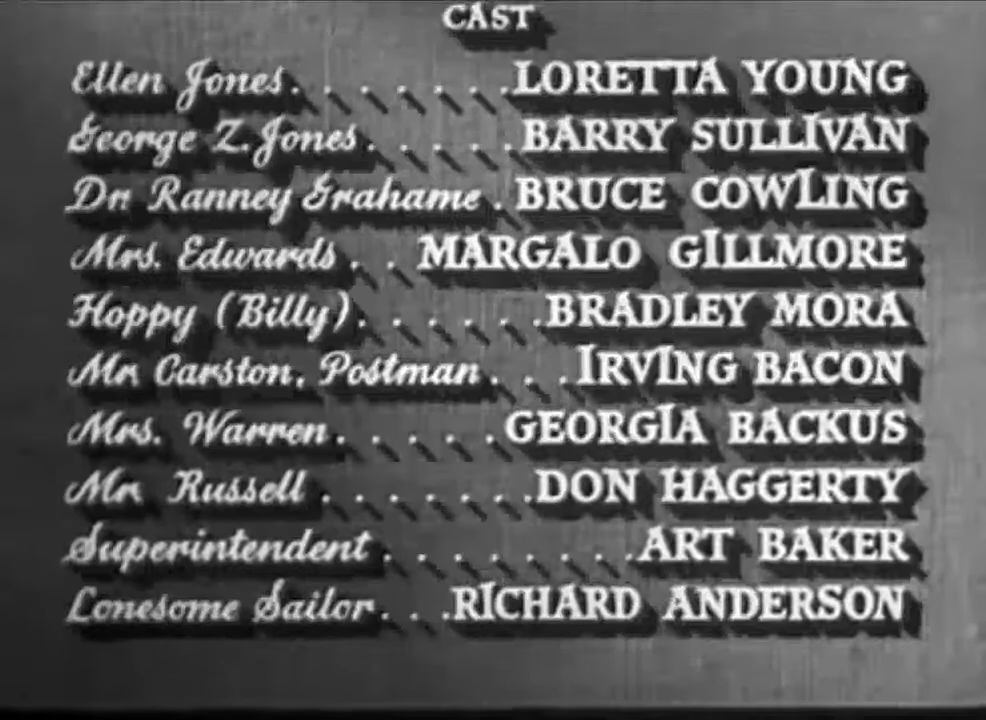 CAST
Ellen Jones. . . . . . . .LORETTA YOUNG
George Z. Jones. . . . . .BARRY SULLIVAN
Dr. Ranney Grahame .BRUCE COWLING
Mrs. Edwards. . MARGALO GILLMORE
Hoppy (Billy). . . . . . .BRADLEY MORA
Mr. Carston, Postman. . . .IRVING BACON
Mrs. Warren. . . . . .GEORGIA BACKUS
Mr. Russell . . . . . . . .DON HAGGERTY
Superintendent. . . . . . . . .ART BAKER
Lonesome Sailor. . . .RICHARD ANDERSON